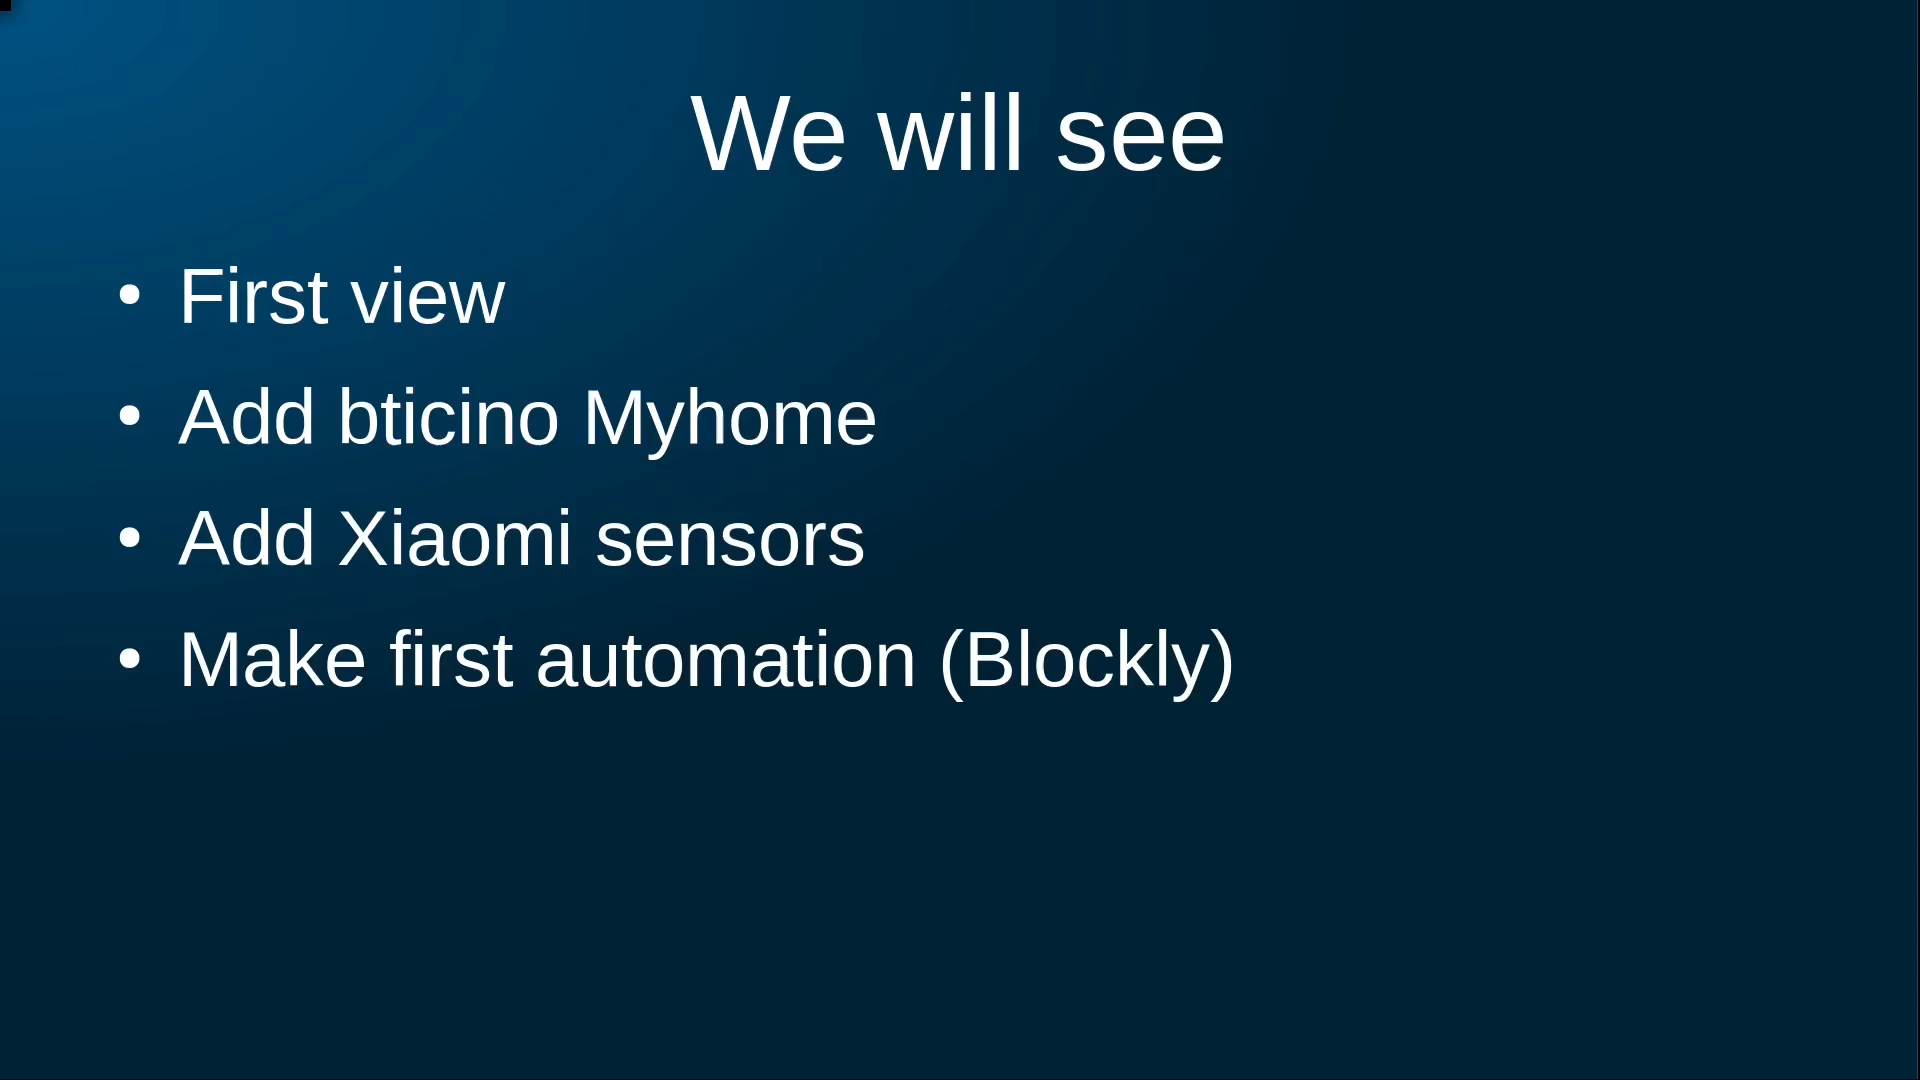 We will see
• First view
• Add bticino Myhome
• Add Xiaomi sensors
• Make first automation (Blockly)